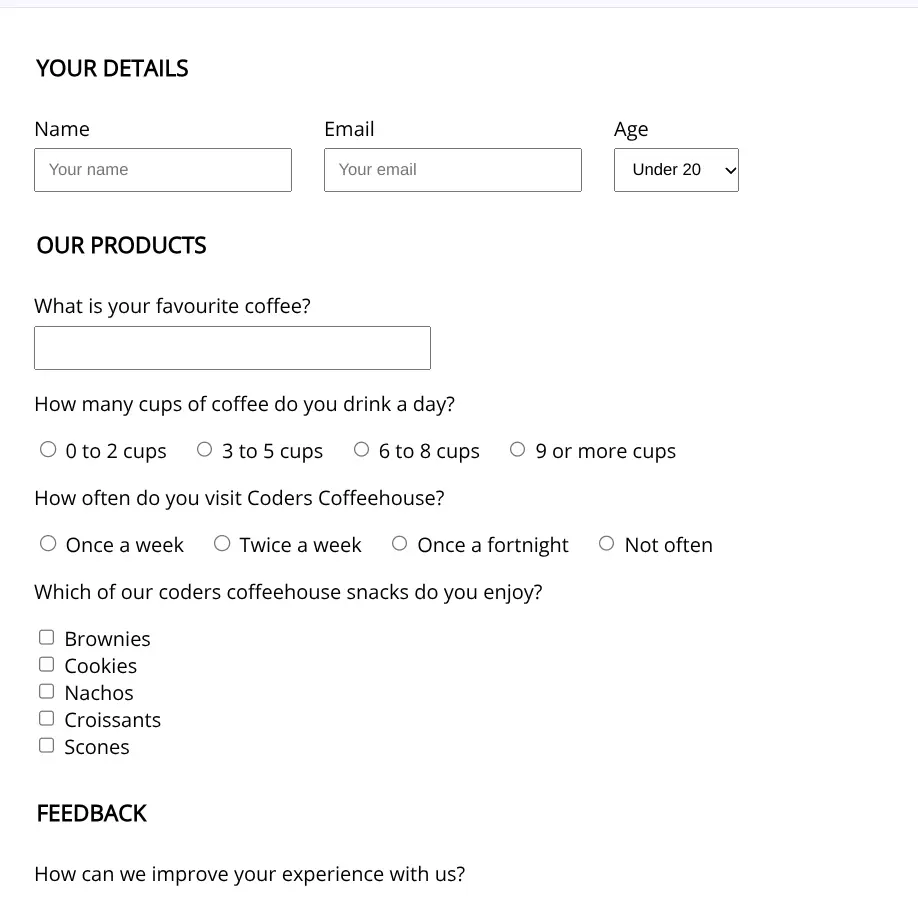 YOUR DETAILS
Name Email Age
Your name Your email Under 20
OUR PRODUCTS
What is your favourite coffee?
How many cups of coffee do you drink a day?
0 to 2 cups 3 to 5 cups 6 to 8 cups 9 or more cups
How often do you visit Coders Coffeehouse?
Once a week Twice a week Once a fortnight Not often
Which of our coders coffeehouse snacks do you enjoy?
Brownies
Cookies
Nachos
Croissants
Scones
FEEDBACK
How can we improve your experience with us?